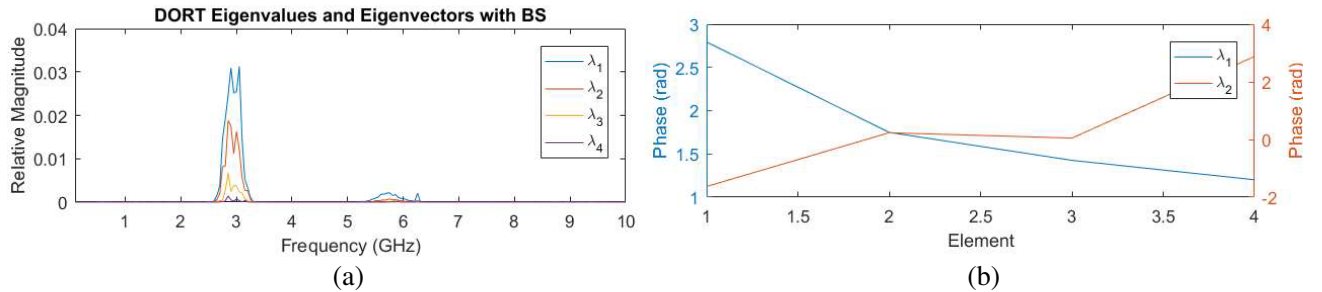 DORT Eigenvalues and Eigenvectors with BS
Relative Magnitude
0.04
0.03
0.02
0.01
0
λ1
λ2
λ3
λ4
1 2 3 4 5 6 7 8 9 10
Frequency (GHz)
(a)
Phase (rad)
3
2.5
2
1.5
1
λ1
λ2
4
2
0
-2
Phase (rad)
1 1.5 2 2.5 3 3.5 4
Element
(b)